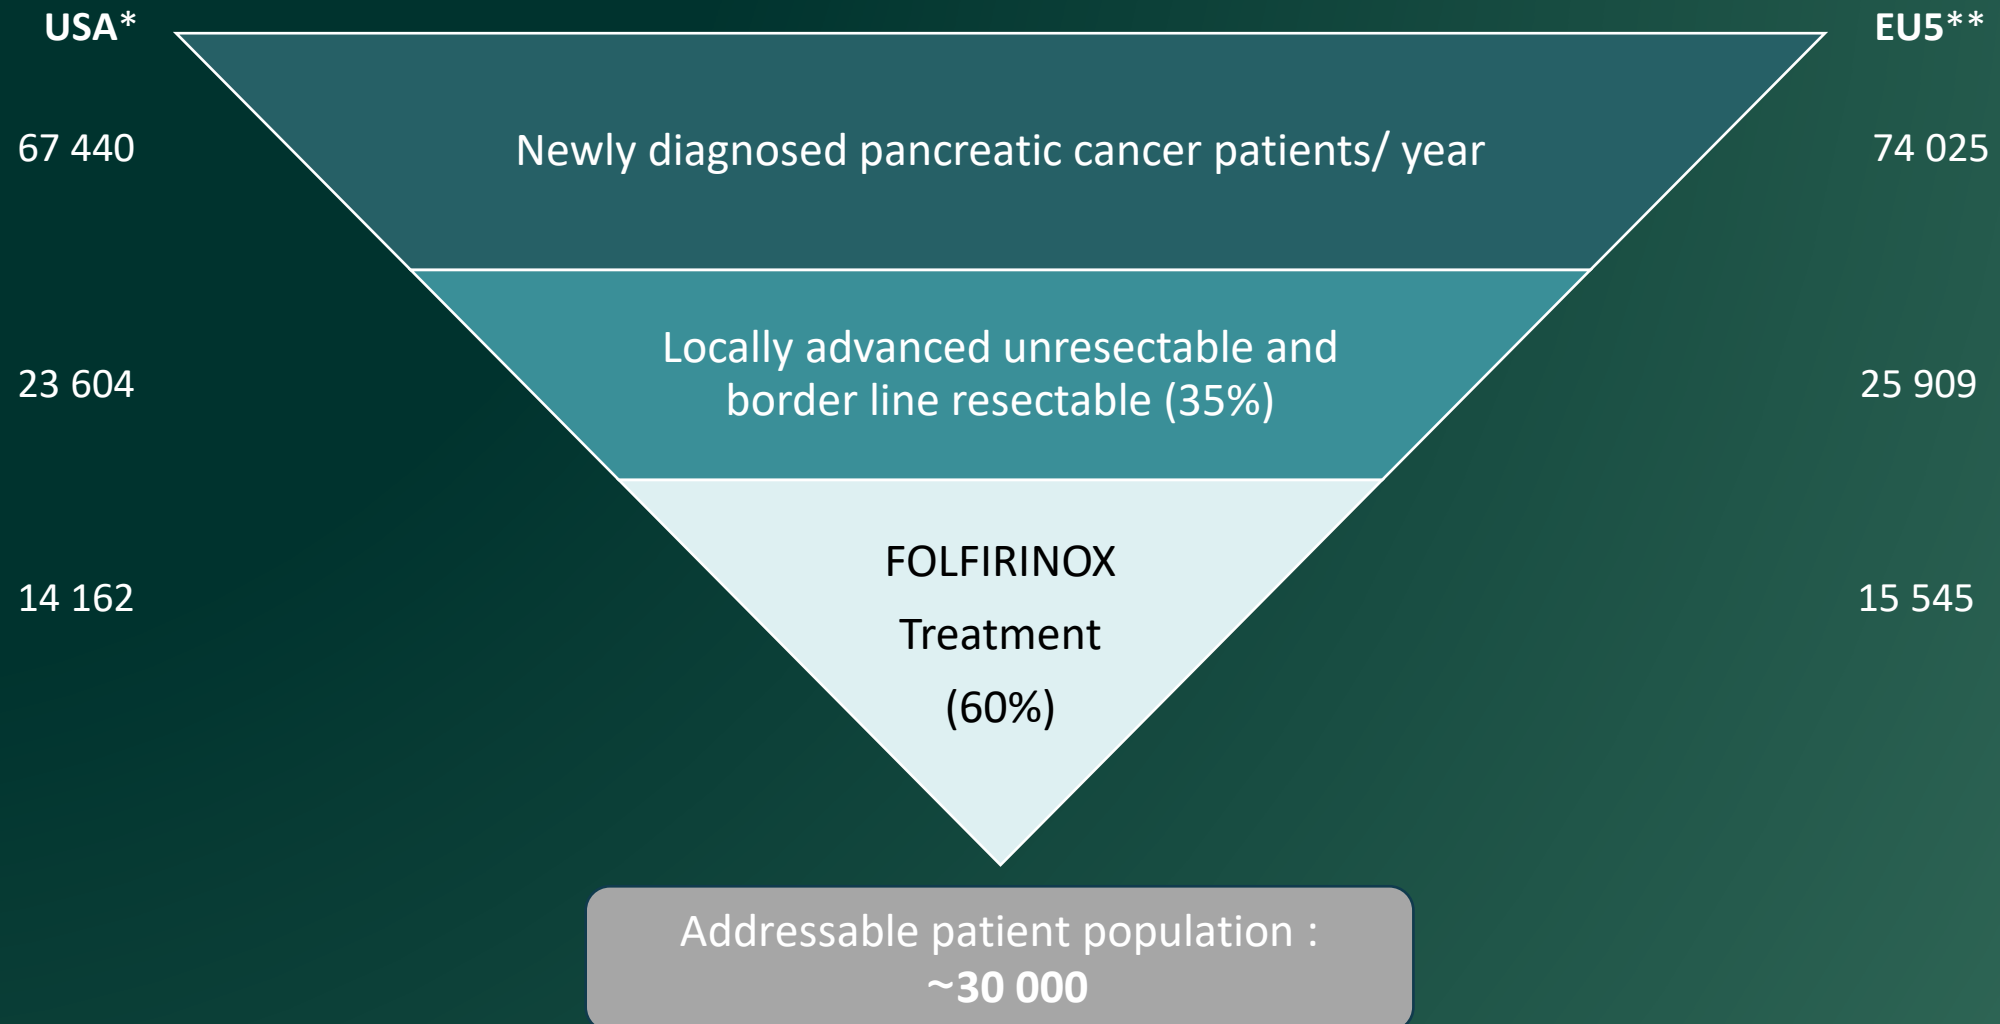 USA*
EU5**
67 440
Newly diagnosed pancreatic cancer patients/ year
74 025
23 604
Locally advanced unresectable and
border line resectable (35%)
25 909
14 162
FOLFIRINOX
Treatment
(60%)
15 545
Addressable patient population :
~30 000